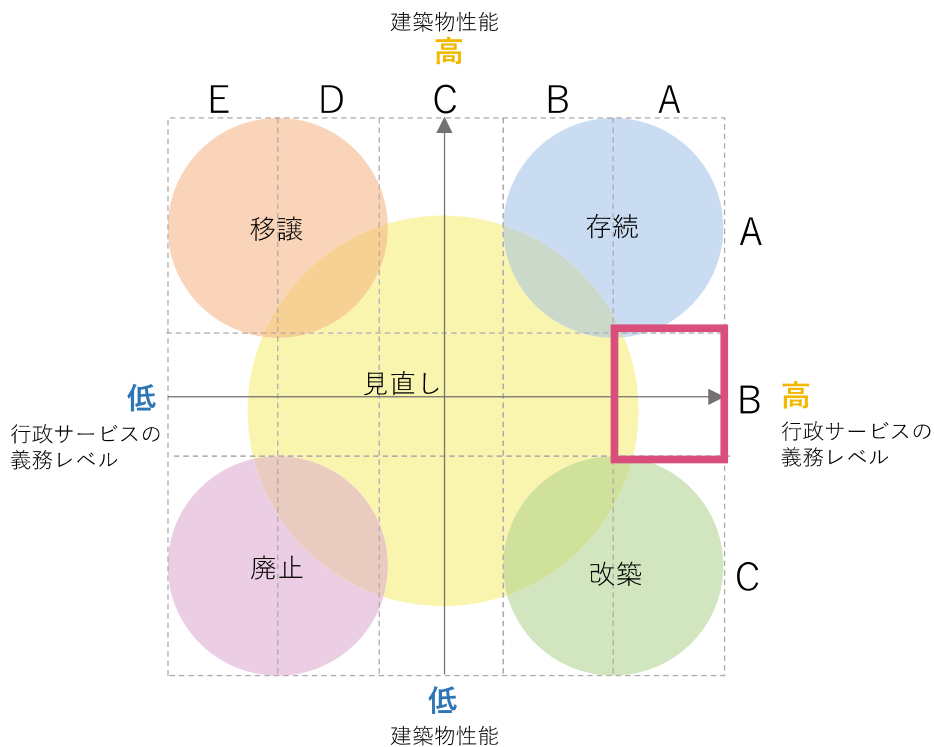 建築物性能
高
E D C B A
移譲
存続
A
見直し
低
B
高
行政サービスの
義務レベル
行政サービスの
義務レベル
廃止
改築
C
低
建築物性能